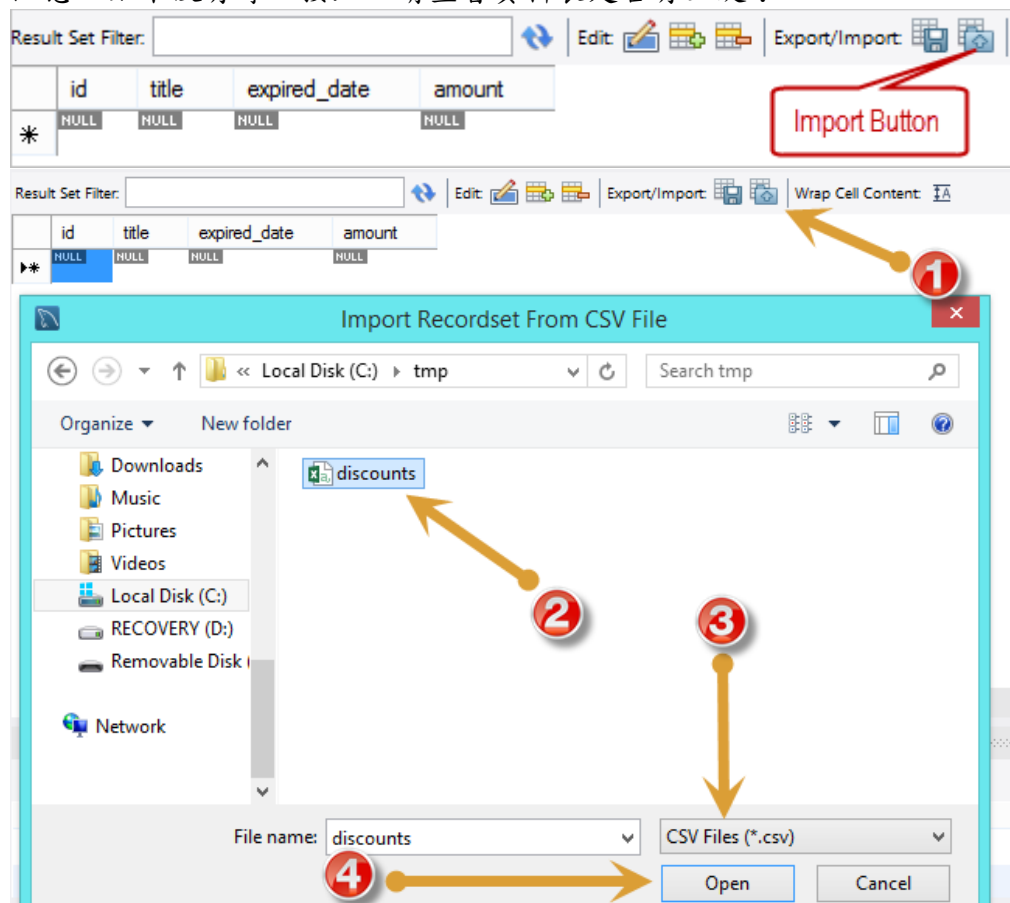 Result Set Filter: Edit: Export/Import:
id title expired_date amount
NULL NULL NULL NULL
Import Button
Result Set Filter: Edit: Export/Import: Wrap Cell Content:
id title expired_date amount
NULL NULL NULL NULL
1
Import Recordset From CSV File
« Local Disk (C:) tmp Search tmp
Organize New folder
Downloads
discounts
Music
Pictures
Videos
Local Disk (C:)
2
3
RECOVERY (D:)
Removable Disk (
Network
File name: discounts CSV Files (*.csv)
4
Open Cancel